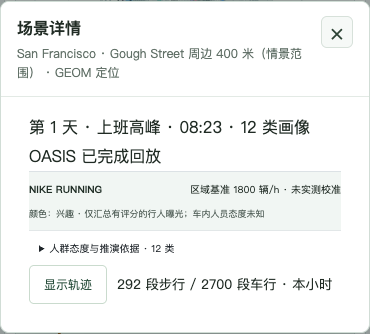 场景详情
San Francisco · Gough Street 周边 400 米（情景范
围） · GEOM 定位
第 1 天 · 上班高峰 · 08:23 · 12 类画像
OASIS 已完成回放
NIKE RUNNING 区域基准 1800 辆/h · 未实测校准
颜色：兴趣 · 仅汇总有评分的行人曝光；车内人员态度未知
▶ 人群态度与推演依据 · 12 类
显示轨迹 292 段步行 / 2700 段车行 · 本小时